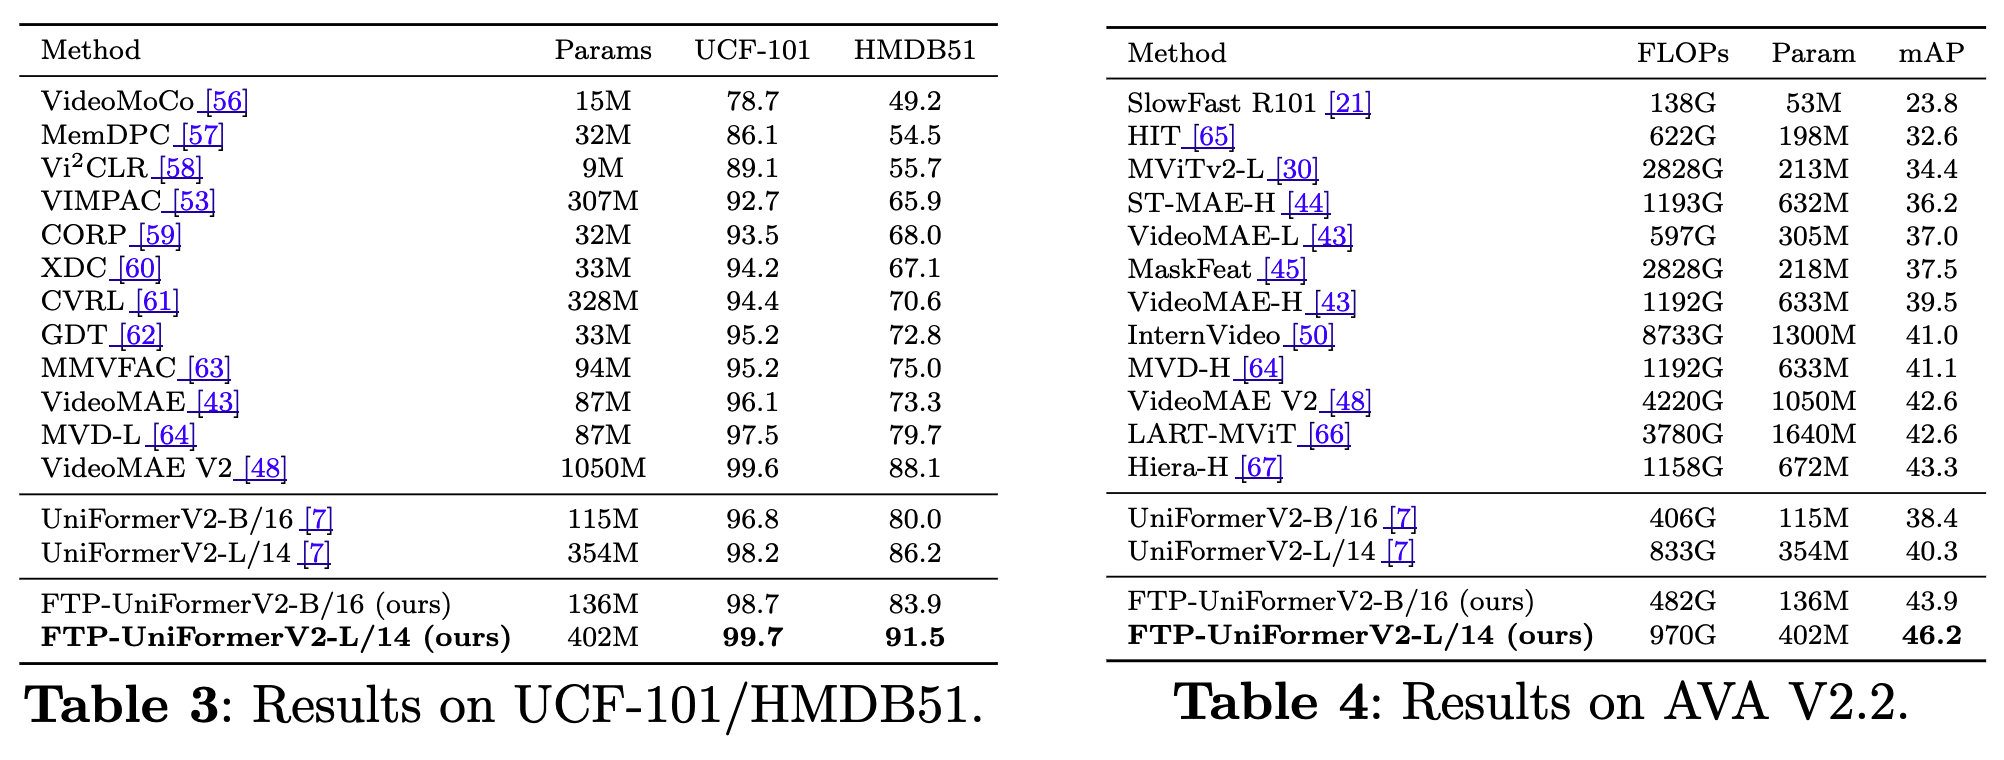 Method Params UCF-101 HMDB51
VideoMoCo [56] 15M 78.7 49.2
MemDPC [57] 32M 86.1 54.5
Vi²CLR [58] 9M 89.1 55.7
VIMPAC [53] 307M 92.7 65.9
CORP [59] 32M 93.5 68.0
XDC [60] 33M 94.2 67.1
CVRL [61] 328M 94.4 70.6
GDT [62] 33M 95.2 72.8
MMVFAC [63] 94M 95.2 75.0
VideoMAE [43] 87M 96.1 73.3
MVD-L [64] 87M 97.5 79.7
VideoMAE V2 [48] 1050M 99.6 88.1
UniFormerV2-B/16 [7] 115M 96.8 80.0
UniFormerV2-L/14 [7] 354M 98.2 86.2
FTP-UniFormerV2-B/16 (ours) 136M 98.7 83.9
FTP-UniFormerV2-L/14 (ours) 402M 99.7 91.5
Table 3: Results on UCF-101/HMDB51.
Method FLOPs Param mAP
SlowFast R101 [21] 138G 53M 23.8
HIT [65] 622G 198M 32.6
MViTv2-L [30] 2828G 213M 34.4
ST-MAE-H [44] 1193G 632M 36.2
VideoMAE-L [43] 597G 305M 37.0
MaskFeat [45] 2828G 218M 37.5
VideoMAE-H [43] 1192G 633M 39.5
InternVideo [50] 8733G 1300M 41.0
MVD-H [64] 1192G 633M 41.1
VideoMAE V2 [48] 4220G 1050M 42.6
LART-MViT [66] 3780G 1640M 42.6
Hiera-H [67] 1158G 672M 43.3
UniFormerV2-B/16 [7] 406G 115M 38.4
UniFormerV2-L/14 [7] 833G 354M 40.3
FTP-UniFormerV2-B/16 (ours) 482G 136M 43.9
FTP-UniFormerV2-L/14 (ours) 970G 402M 46.2
Table 4: Results on AVA V2.2.